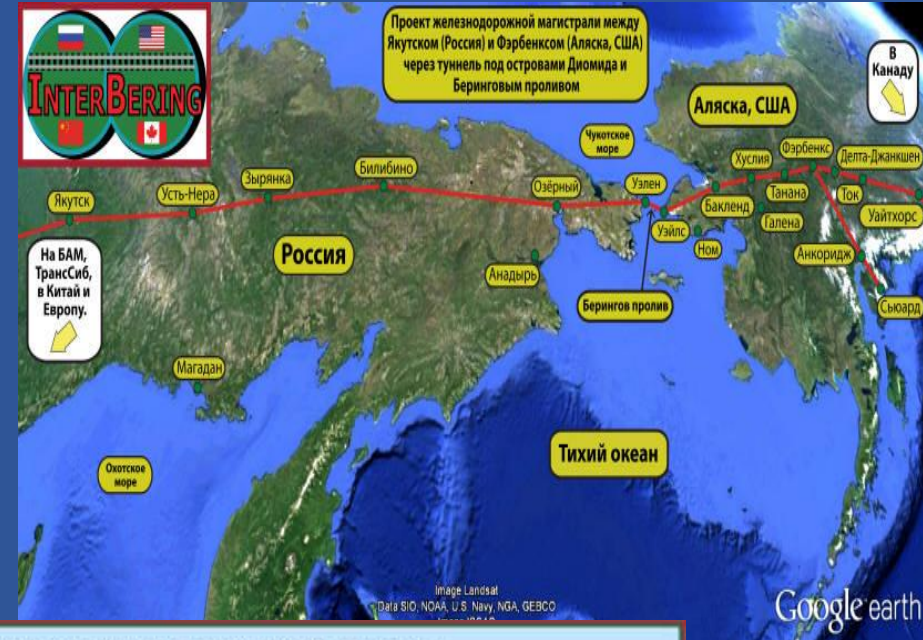 InterBering
Проект железнодорожной магистрали между
Якутском (Россия) и Фэрбенксом (Аляска, США)
через туннель под островами Диомида и
Беринговым проливом
В
Канаду
Аляска, США
Чукотское
море
Фэрбенкс
Хуслия
Делта-Джанкшен
Билибино
Зырянка
Усть-Нера
Якутск
Озёрный
Уэлен
Танана
Ток
Бакленд
Уайтхорс
Галена
Уэйлс
Ном
Россия
На БАМ,
ТрансСиб,
в Китай и
Европу.
Анадырь
Анкоридж
Берингов пролив
Сьюард
Магадан
Тихий океан
Охотское
море
Image Landsat
Data SIO, NOAA, U.S. Navy, NGA, GEBCO
Google earth